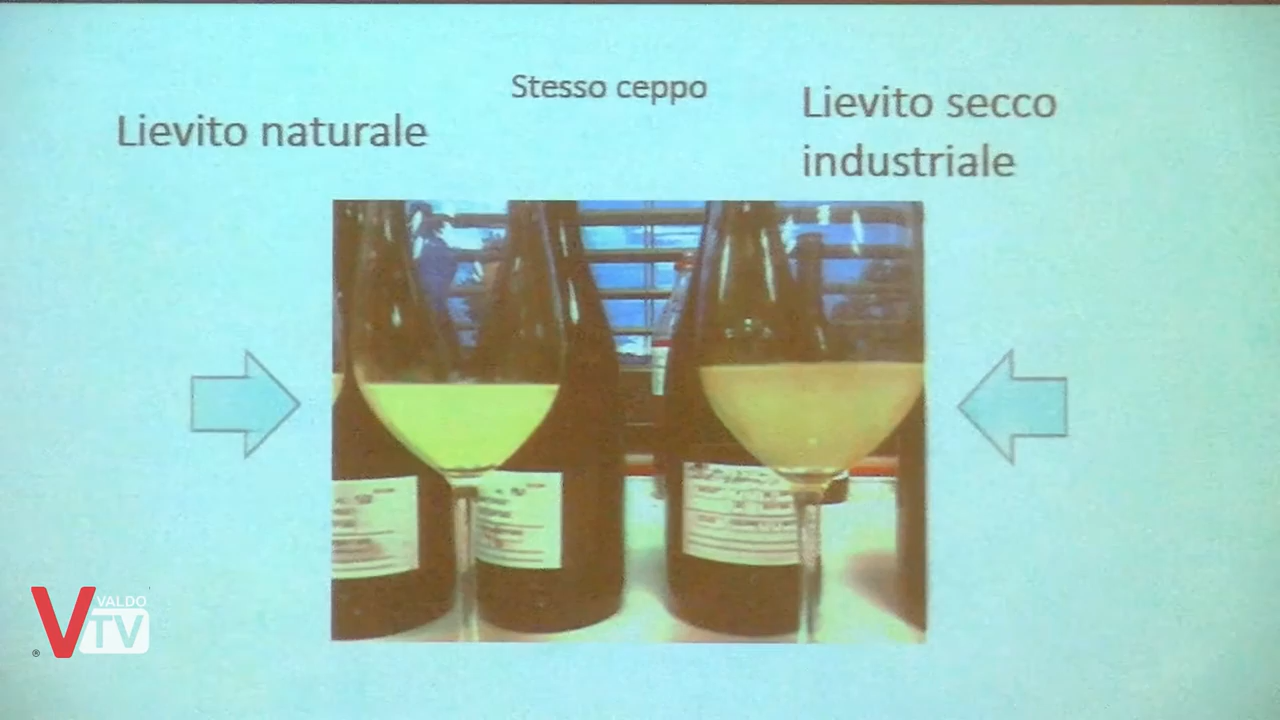 Stesso ceppo
Lievito naturale
Lievito secco
industriale
VALDO
V TV
®